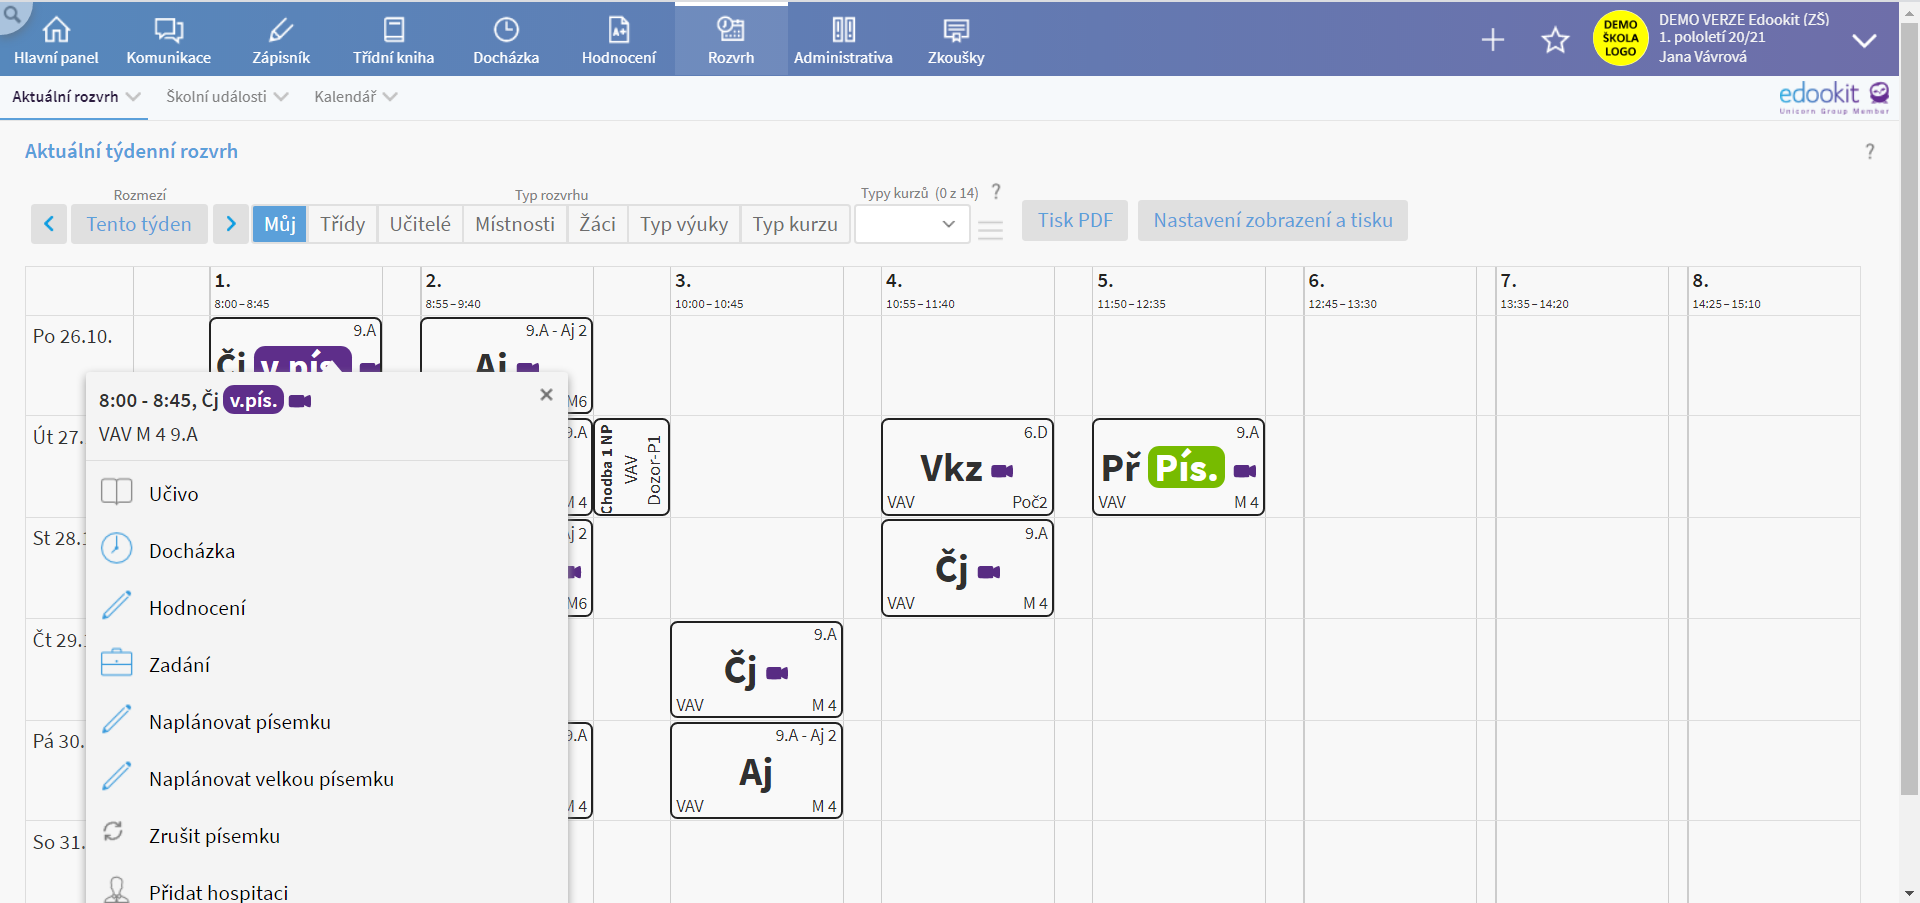 Hlavní panel
Komunikace
Zápisník
Třídní kniha
Docházka
Hodnocení
Rozvrh
Administrativa
Zkoušky
DEMO ŠKOLA LOGO
DEMO VERZE Edookit (ZŠ)
1. pololetí 20/21
Jana Vávrová
Aktuální rozvrh
Školní události
Kalendář
edookit
Unicorn Group Member
Aktuální týdenní rozvrh
?
Rozmezí
Typ rozvrhu
Typy kurzů (0 z 14) ?
Tento týden
Můj
Třídy
Učitelé
Místnosti
Žáci
Typ výuky
Typ kurzu
Tisk PDF
Nastavení zobrazení a tisku
1.
8:00 – 8:45
2.
8:55 – 9:40
3.
10:00 – 10:45
4.
10:55 – 11:40
5.
11:50 – 12:35
6.
12:45 – 13:30
7.
13:35 – 14:20
8.
14:25 – 15:10
Po 26.10.
9.A
Čj v.pís.
9.A - Aj 2
Aj
M6
8:00 - 8:45, Čj v.pís.
VAV M 4 9.A
Učivo
Docházka
Hodnocení
Zadání
Naplánovat písemku
Naplánovat velkou písemku
Zrušit písemku
Přidat hospitaci
Út 27.
9.A
M 4
Chodba 1 NP
VAV
Dozor-P1
6.D
Vkz
VAV
Poč2
9.A
Př Pís.
VAV
M 4
St 28.
Aj 2
M6
9.A
Čj
VAV
M 4
Čt 29.
9.A
Čj
VAV
M 4
Pá 30.
9.A
M 4
9.A - Aj 2
Aj
VAV
M 4
So 31.